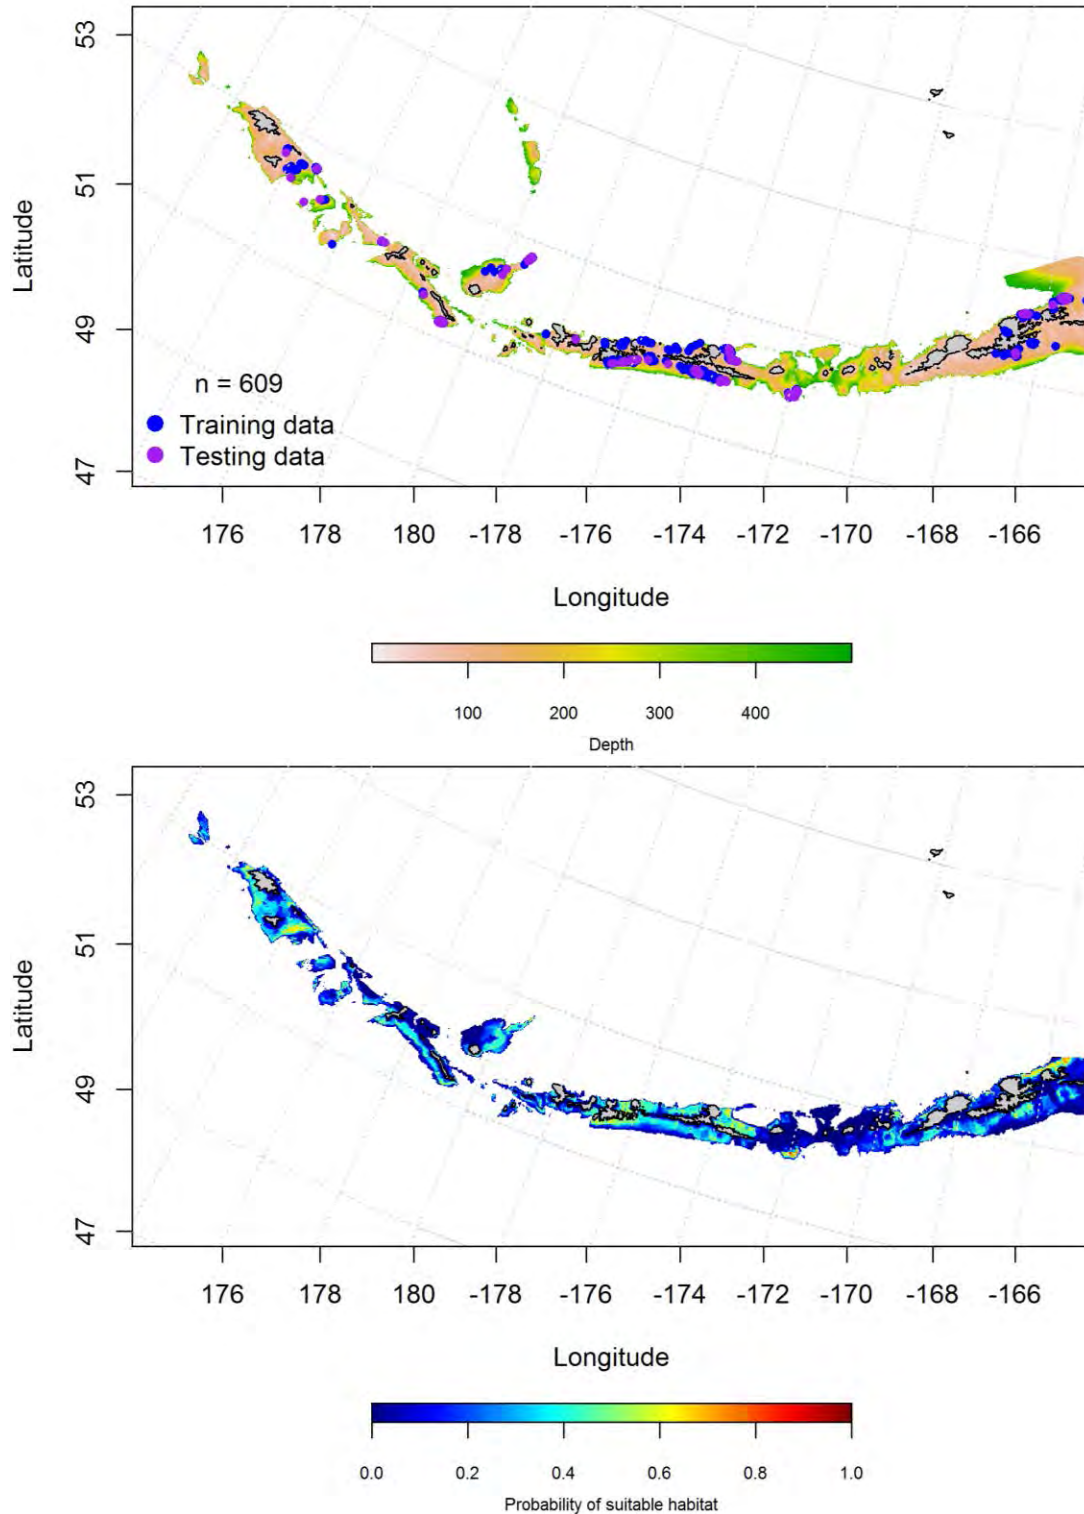 53
51
49
47
Latitude
n = 609
Training data
Testing data
176 178 180 -178 -176 -174 -172 -170 -168 -166
Longitude
100 200 300 400
Depth
53
51
49
47
Latitude
176 178 180 -178 -176 -174 -172 -170 -168 -166
Longitude
0.0 0.2 0.4 0.6 0.8 1.0
Probability of suitable habitat